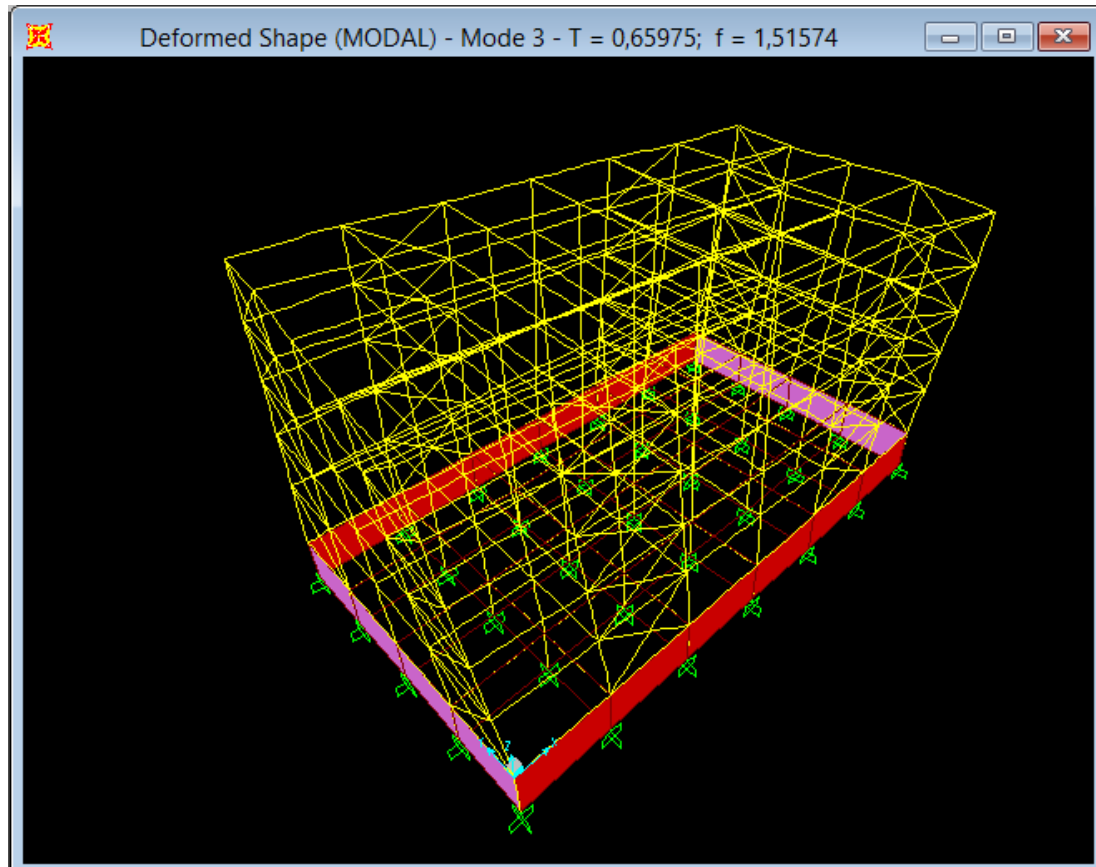 Deformed Shape (MODAL) - Mode 3 - T = 0,65975; f = 1,51574